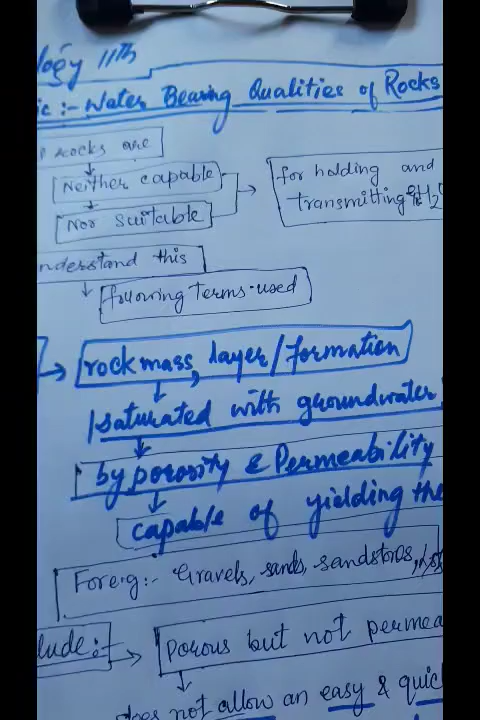 logy 11th
ic :- Water Bearing Qualities of Rocks
rocks are
Neither capable
Nor suitable
for holding and
transmitting of H2O
nderstand this
following terms used
rock mass, layer/formation
saturated with groundwater
by porosity & Permeability
capable of yielding the
For e.g:- Gravels, sands, sandstones,
lude:-
Porous but not permea
does not allow an easy & quic